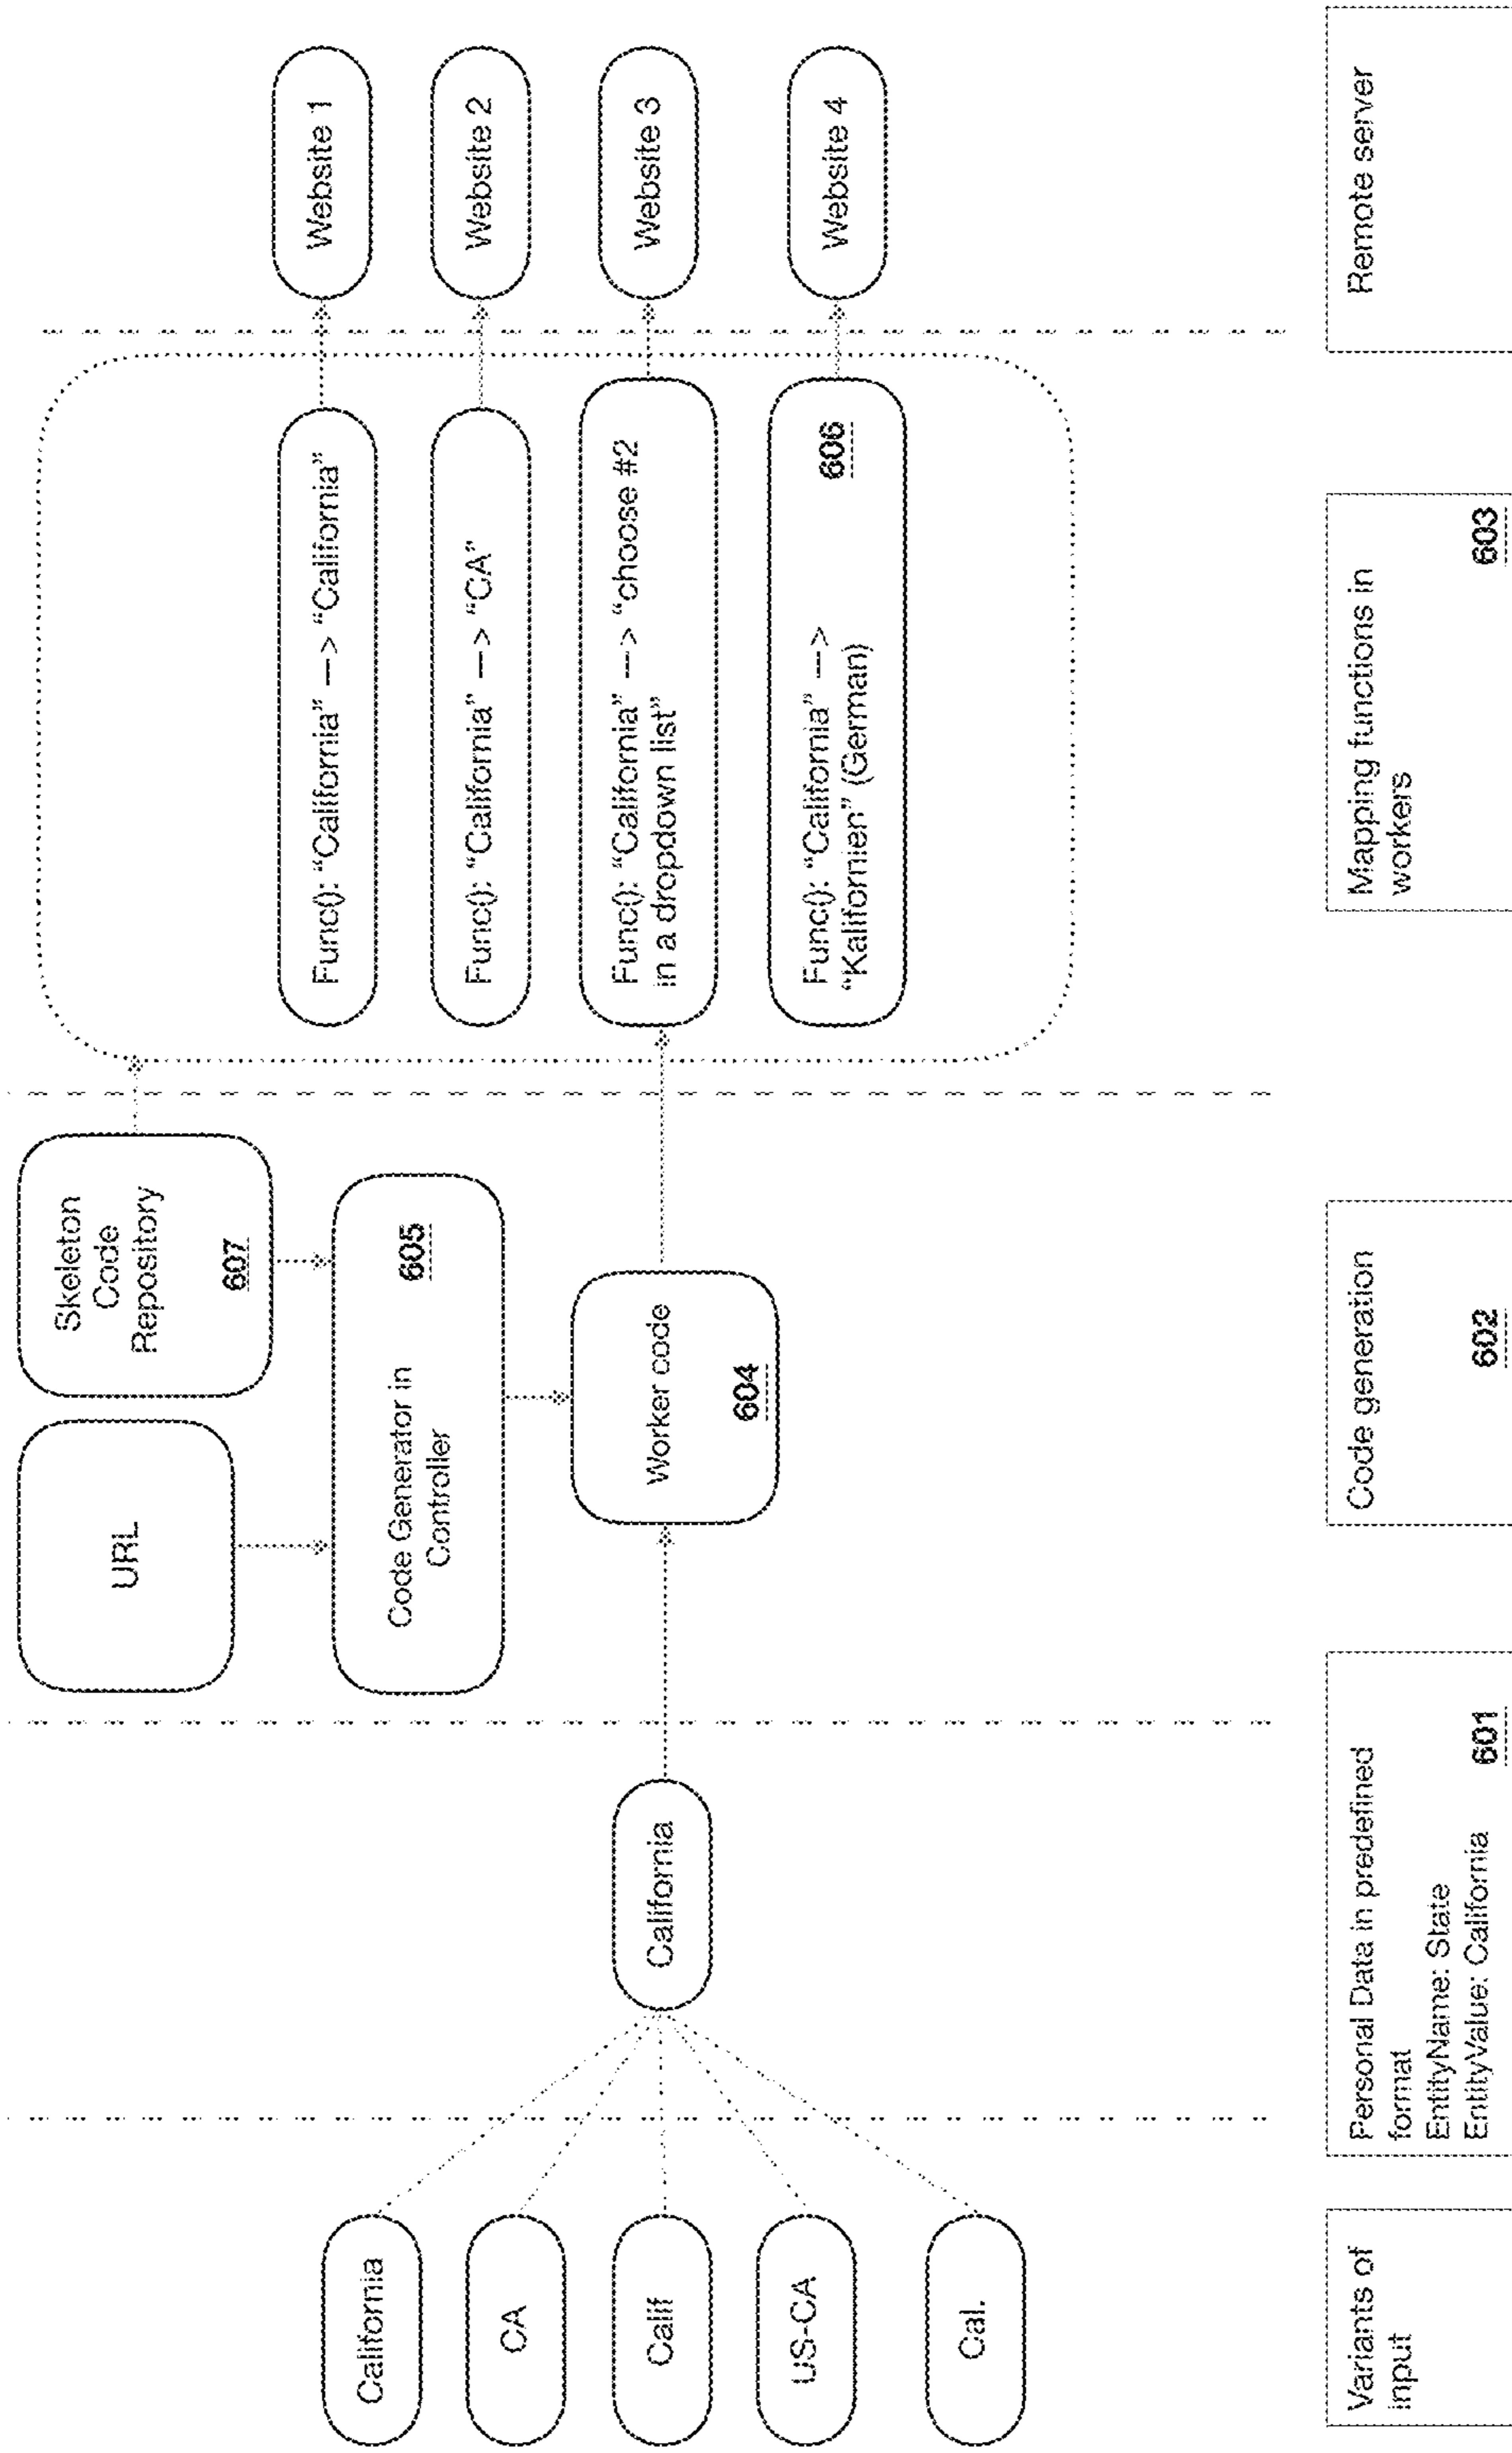 California
CA
Calif
US-CA
Cal.
California
URL
Skeleton
Code
Repository
607
Code Generator in
Controller
605
Worker code
604
Func(): “California” —> “California”
Func(): “California” —> “CA”
Func(): “California” —> “choose #2
in a dropdown list”
Func(): “California” —>
“Kalifornien” (German)
606
Website 1
Website 2
Website 3
Website 4
Variants of
input
Personal Data in predefined
format
EntityName: State
EntityValue: California
601
Code generation
602
Mapping functions in
workers
603
Remote server